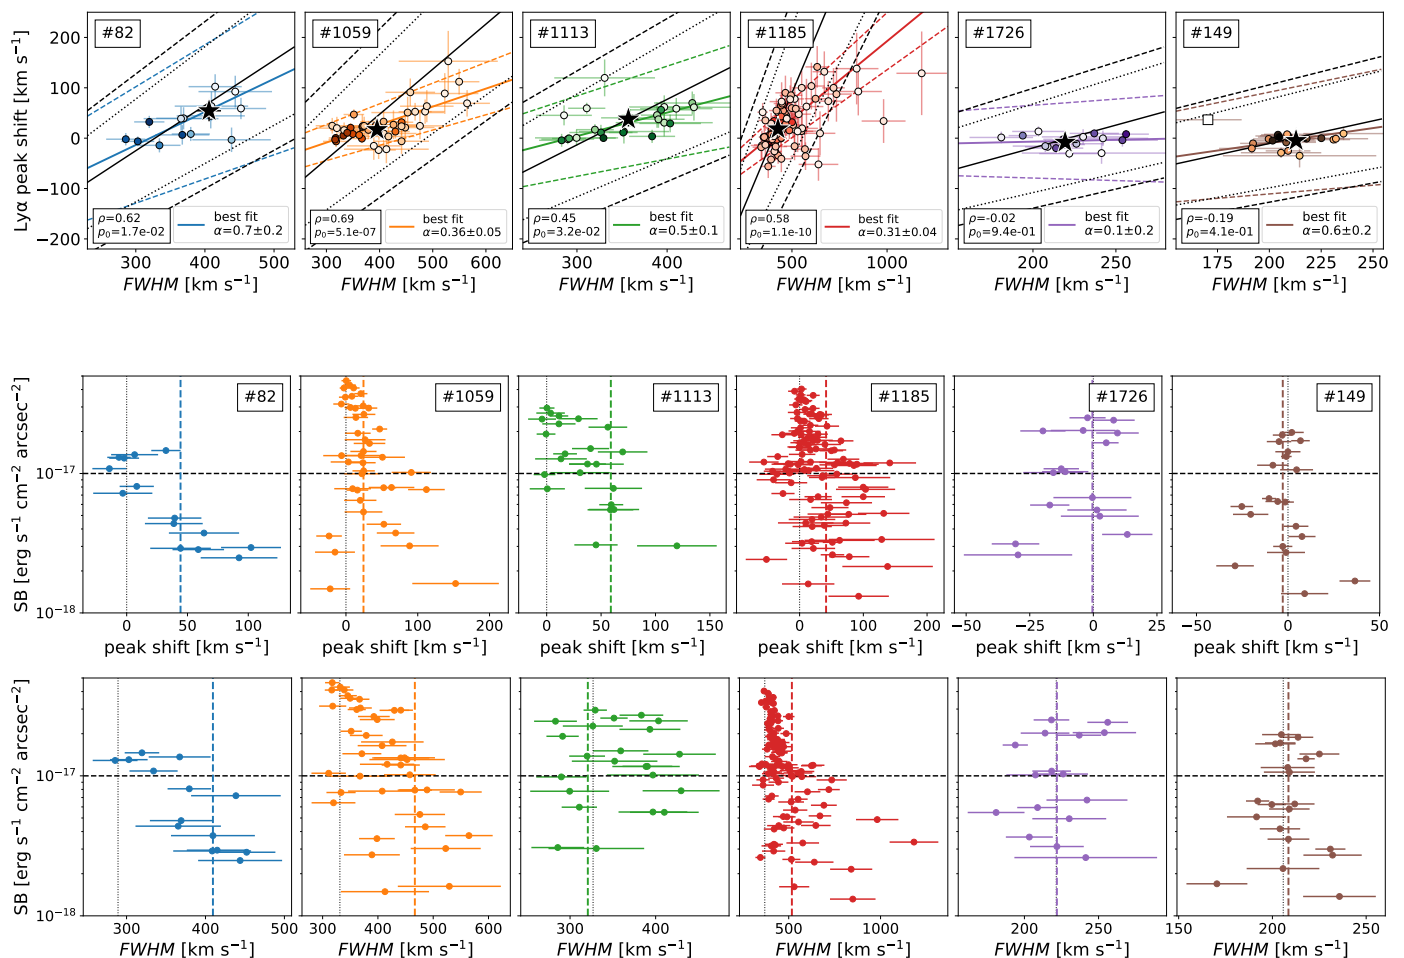 #82
#1059
#1113
#1185
#1726
#149
Lyα peak shift [km s⁻¹]
200
100
0
−100
−200
ρ=0.62
p₀=1.7e-02
best fit
α=0.7±0.2
ρ=0.69
p₀=5.1e-07
best fit
α=0.36±0.05
ρ=0.45
p₀=3.2e-02
best fit
α=0.5±0.1
ρ=0.58
p₀=1.1e-10
best fit
α=0.31±0.04
ρ=-0.02
p₀=9.4e-01
best fit
α=0.1±0.2
ρ=-0.19
p₀=4.1e-01
best fit
α=0.6±0.2
300 400 500
300 400 500 600
300 400
500 1000
200 250
175 200 225 250
FWHM [km s⁻¹]
FWHM [km s⁻¹]
FWHM [km s⁻¹]
FWHM [km s⁻¹]
FWHM [km s⁻¹]
FWHM [km s⁻¹]
#82
#1059
#1113
#1185
#1726
#149
SB [erg s⁻¹ cm⁻² arcsec⁻²]
10⁻¹⁷
10⁻¹⁸
0 50 100
0 100 200
0 50 100 150
−100 0 100 200
−50 −25 0 25
−50 0 50
peak shift [km s⁻¹]
peak shift [km s⁻¹]
peak shift [km s⁻¹]
peak shift [km s⁻¹]
peak shift [km s⁻¹]
peak shift [km s⁻¹]
SB [erg s⁻¹ cm⁻² arcsec⁻²]
10⁻¹⁷
10⁻¹⁸
300 400 500
300 400 500 600
300 400
500 1000
200 250
150 200 250
FWHM [km s⁻¹]
FWHM [km s⁻¹]
FWHM [km s⁻¹]
FWHM [km s⁻¹]
FWHM [km s⁻¹]
FWHM [km s⁻¹]